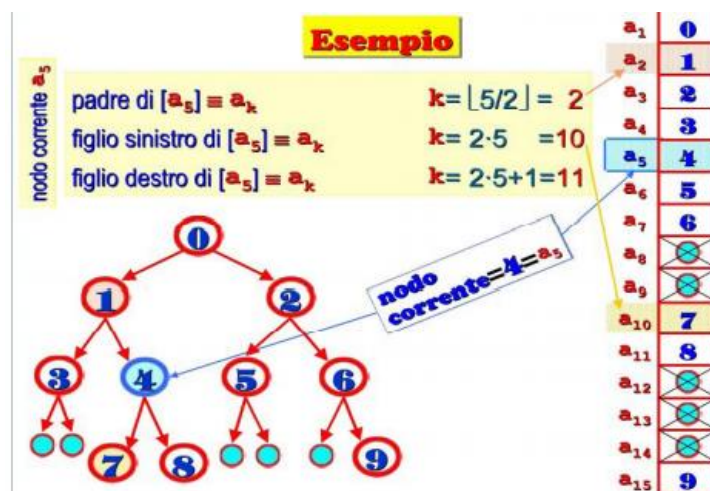 Esempio
nodo corrente a5
padre di [a5] ≡ ak k= ⌊5/2⌋ = 2
figlio sinistro di [a5] ≡ ak k= 2·5 =10
figlio destro di [a5] ≡ ak k= 2·5+1=11
0
1
2
3
4
5
6
7
8
9
nodo
corrente=4=a5
a1 0
a2 1
a3 2
a4 3
a5 4
a6 5
a7 6
a8
a9
a10 7
a11 8
a12
a13
a14
a15 9